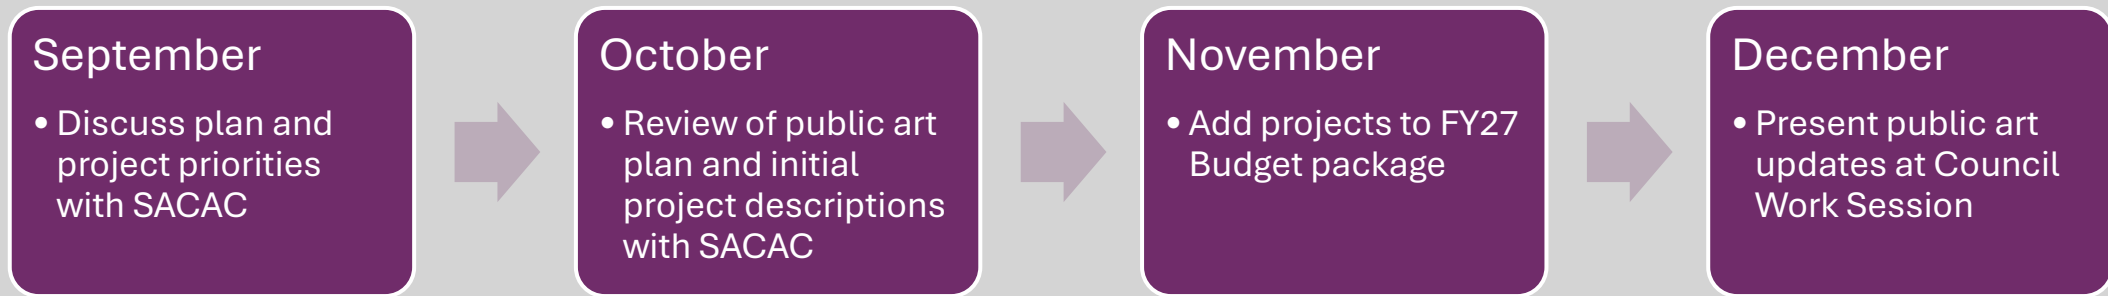 September
• Discuss plan and
project priorities
with SACAC
October
• Review of public art
plan and initial
project descriptions
with SACAC
November
• Add projects to FY27
Budget package
December
• Present public art
updates at Council
Work Session